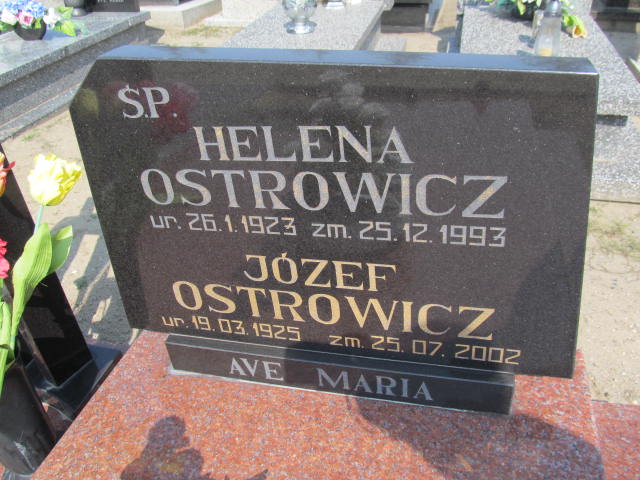 Ś.P.
HELENA
OSTROWICZ
ur. 26.1.1923 zm. 25.12.1993
JÓZEF
OSTROWICZ
ur. 19.03.1925 zm. 25.07.2002
AVE MARIA